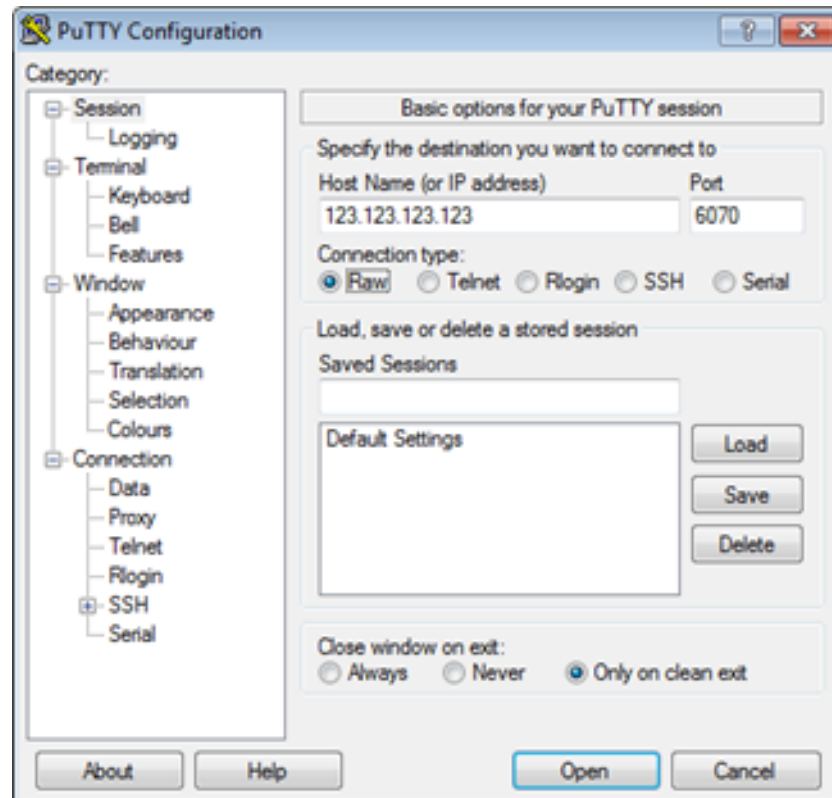 PuTTY Configuration
Category:
Session
Logging
Terminal
Keyboard
Bell
Features
Window
Appearance
Behaviour
Translation
Selection
Colours
Connection
Data
Proxy
Telnet
Rlogin
SSH
Serial
Basic options for your PuTTY session
Specify the destination you want to connect to
Host Name (or IP address) Port
123.123.123.123 6070
Connection type:
Raw Telnet Rlogin SSH Serial
Load, save or delete a stored session
Saved Sessions
Default Settings
Load
Save
Delete
Close window on exit:
Always Never Only on clean exit
About Help Open Cancel